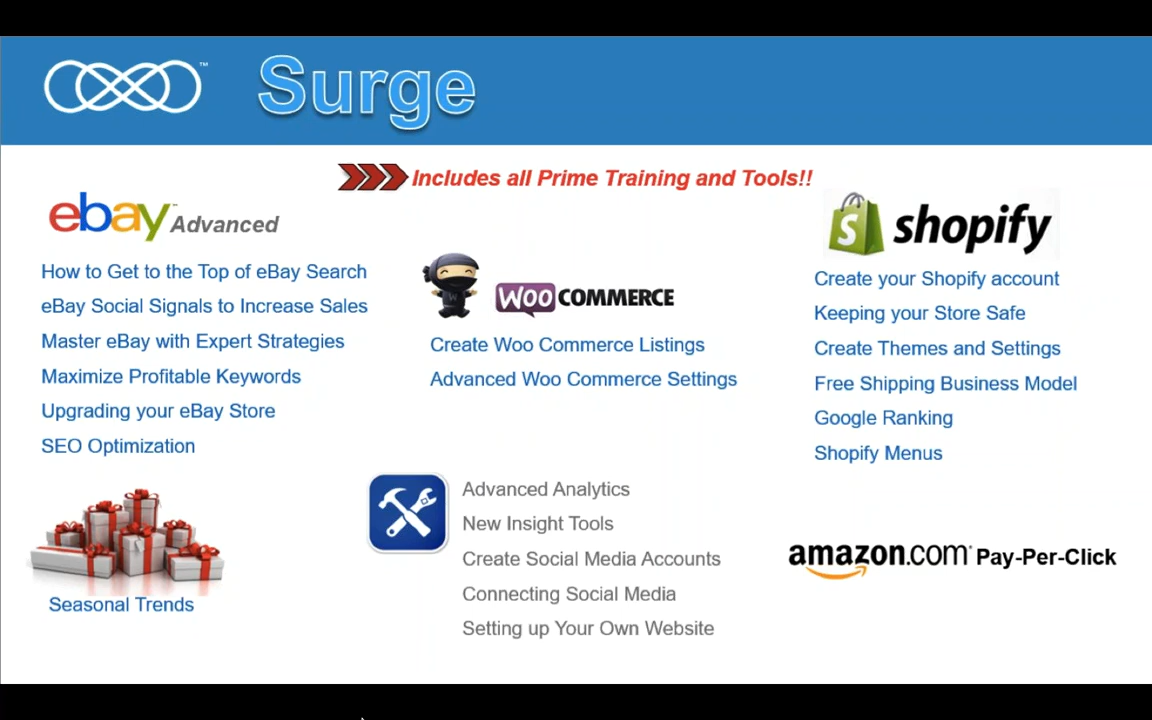 Surge
™
Includes all Prime Training and Tools!!
ebay™ Advanced
How to Get to the Top of eBay Search
eBay Social Signals to Increase Sales
Master eBay with Expert Strategies
Maximize Profitable Keywords
Upgrading your eBay Store
SEO Optimization
Seasonal Trends
W
WOO COMMERCE
Create Woo Commerce Listings
Advanced Woo Commerce Settings
Advanced Analytics
New Insight Tools
Create Social Media Accounts
Connecting Social Media
Setting up Your Own Website
S
shopify
Create your Shopify account
Keeping your Store Safe
Create Themes and Settings
Free Shipping Business Model
Google Ranking
Shopify Menus
amazon.com Pay-Per-Click